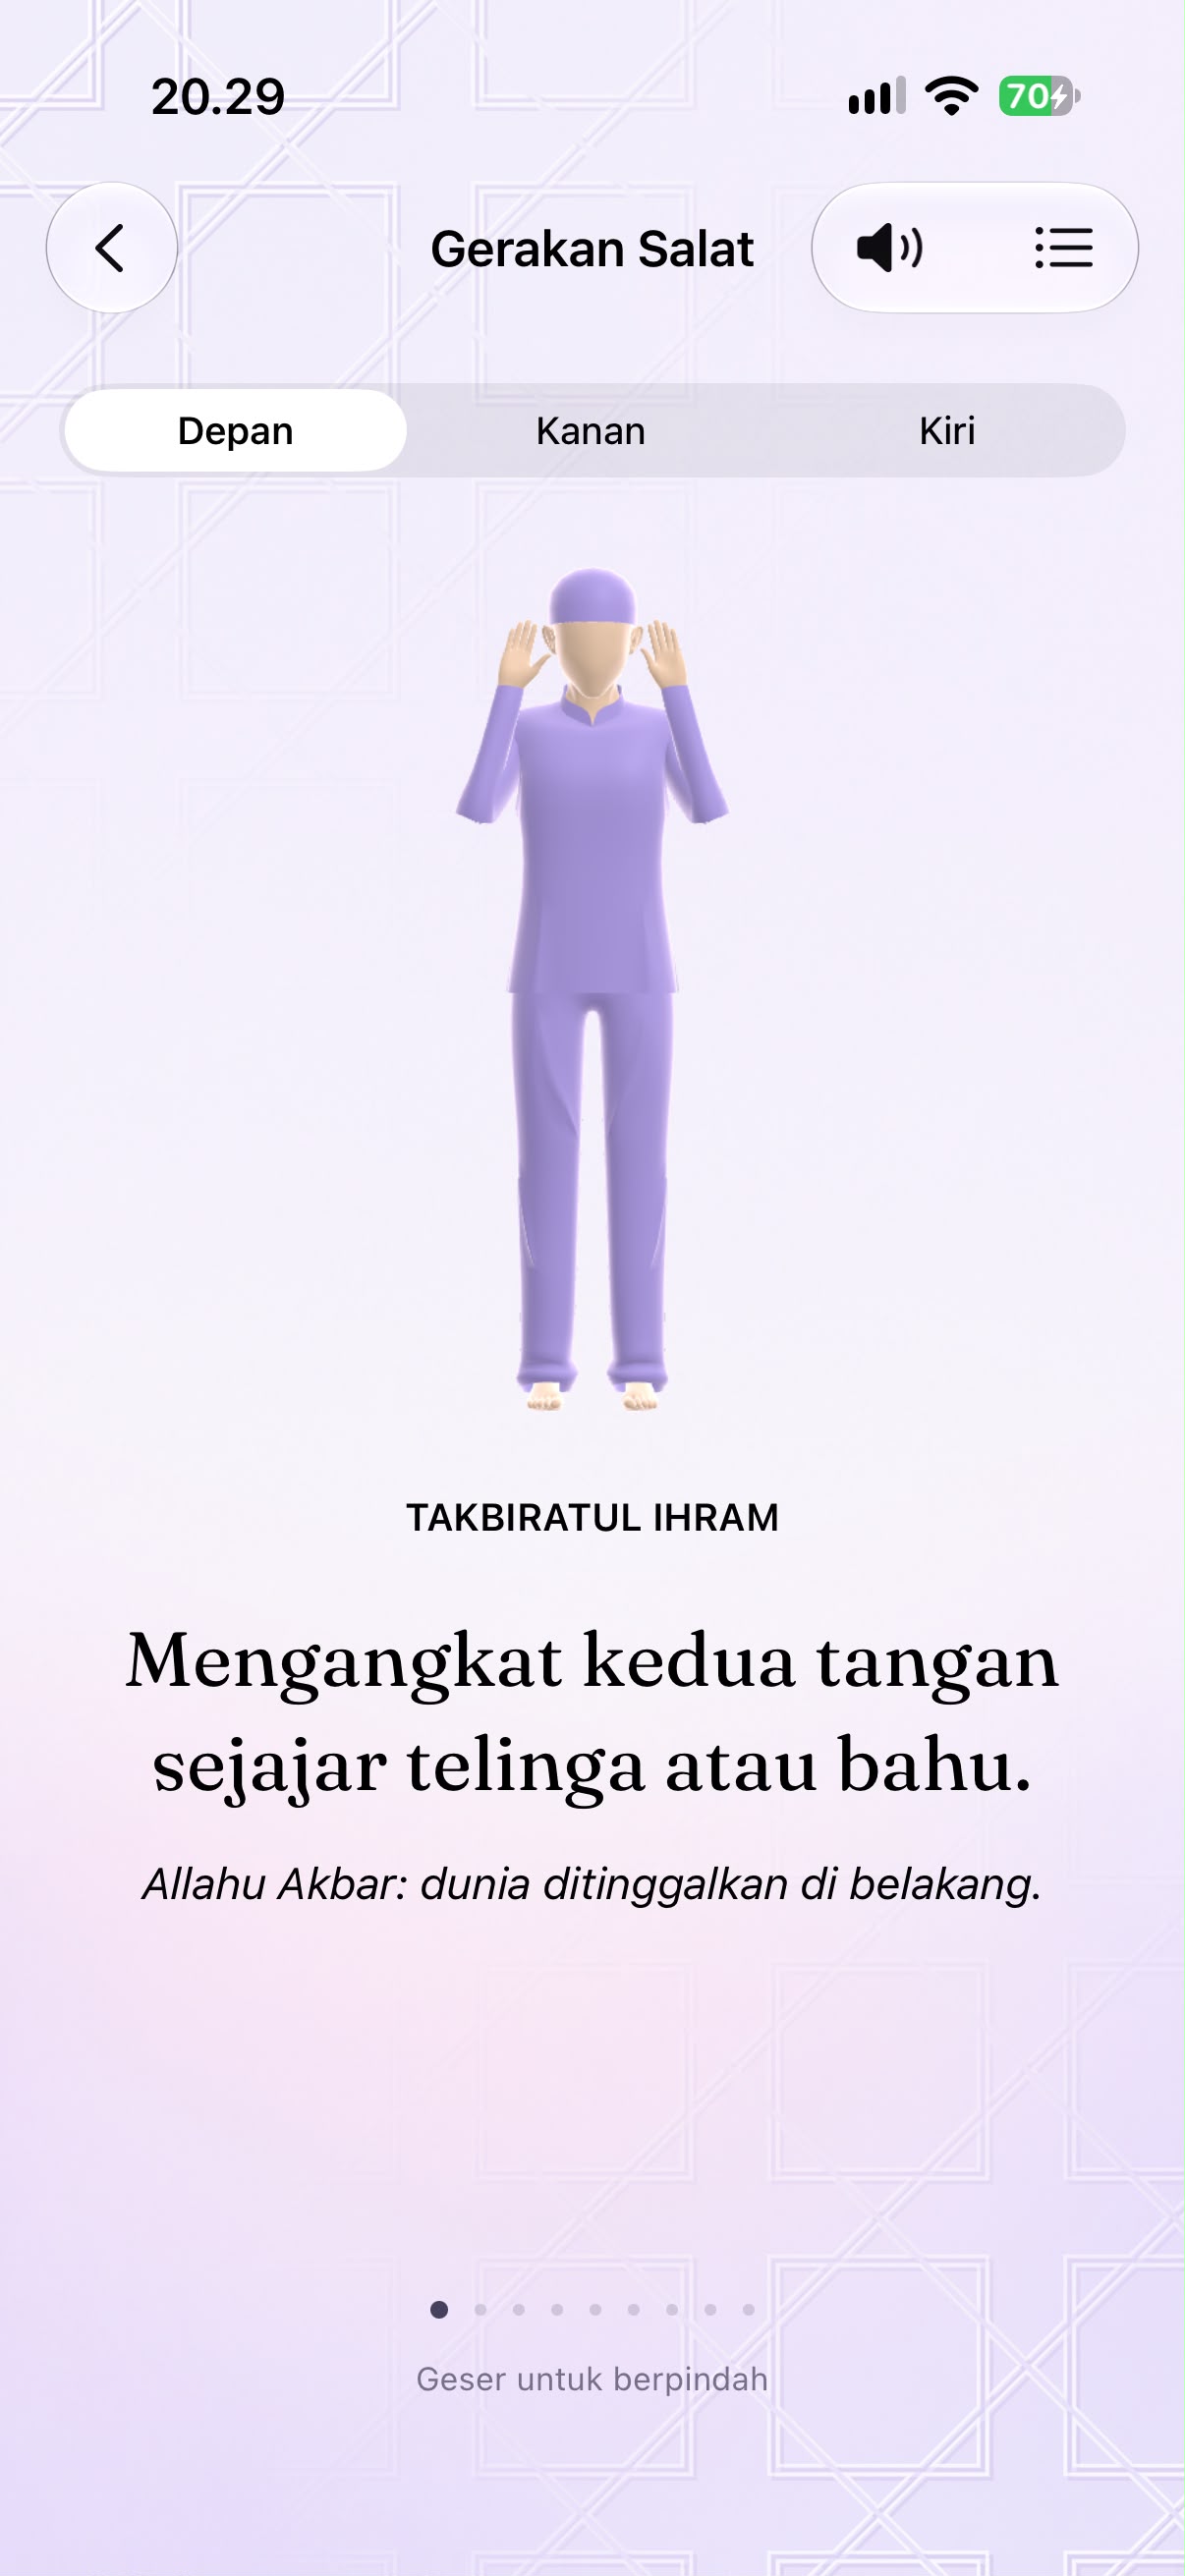 20.29
70
Gerakan Salat
Depan
Kanan
Kiri
TAKBIRATUL IHRAM
Mengangkat kedua tangan
sejajar telinga atau bahu.
Allahu Akbar: dunia ditinggalkan di belakang.
Geser untuk berpindah